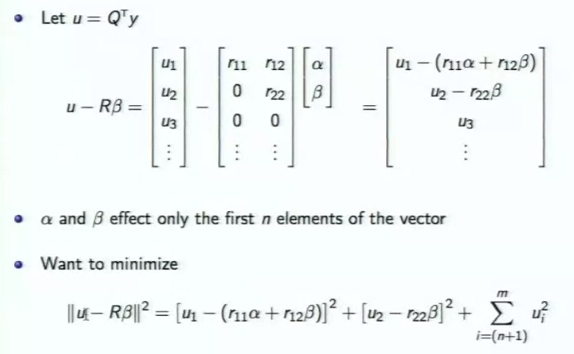 • Let u = Qᵀy
u − Rβ = [u₁ u₂ u₃ ⋮] − [r₁₁ r₁₂ 0 r₂₂ 0 0 ⋮ ⋮] [α β] = [u₁ − (r₁₁α + r₁₂β) u₂ − r₂₂β u₃ ⋮]
• α and β effect only the first n elements of the vector
• Want to minimize
‖u − Rβ‖² = [u₁ − (r₁₁α + r₁₂β)]² + [u₂ − r₂₂β]² + ∑ᵢ₌₍ₙ₊₁₎ᵐ uᵢ²